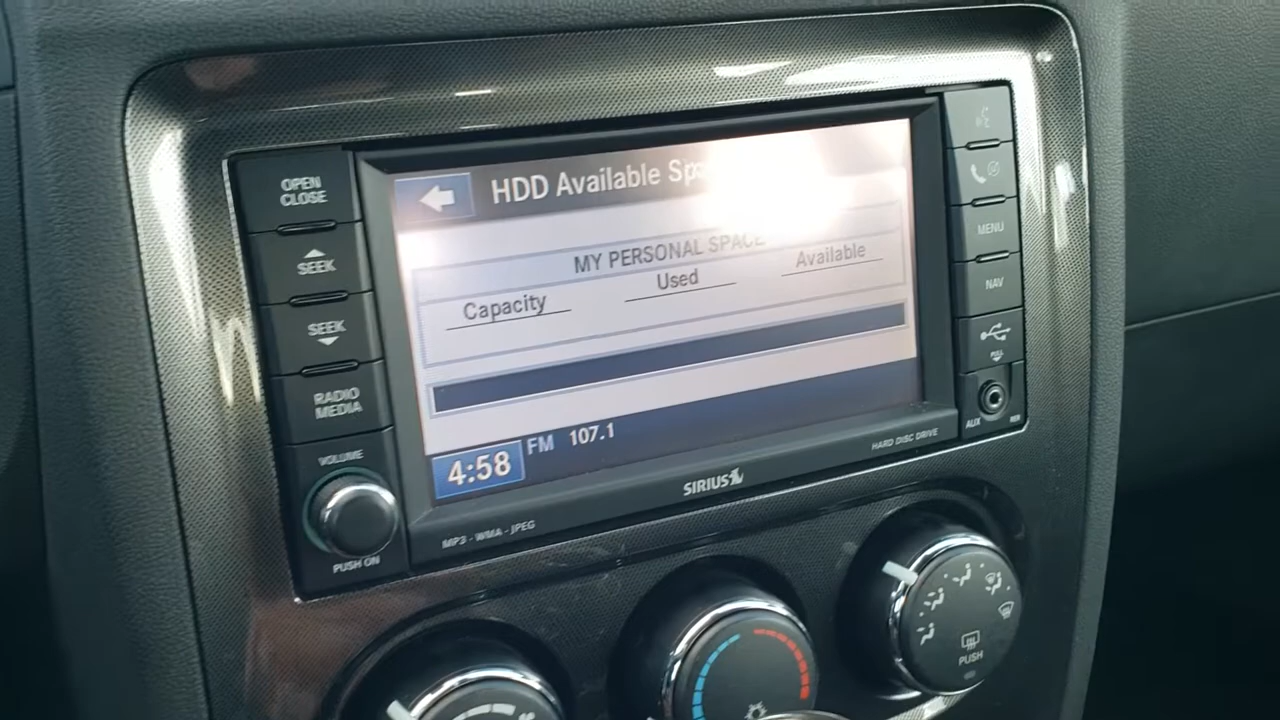 OPEN
CLOSE
SEEK
SEEK
RADIO
MEDIA
VOLUME
PUSH ON
HDD Available
MY PERSONAL SPACE
Capacity
Used
Available
4:58
FM 107.1
SIRIUS
HARD DISC DRIVE
MP3 - WMA - JPEG
MENU
NAV
AUX
PUSH